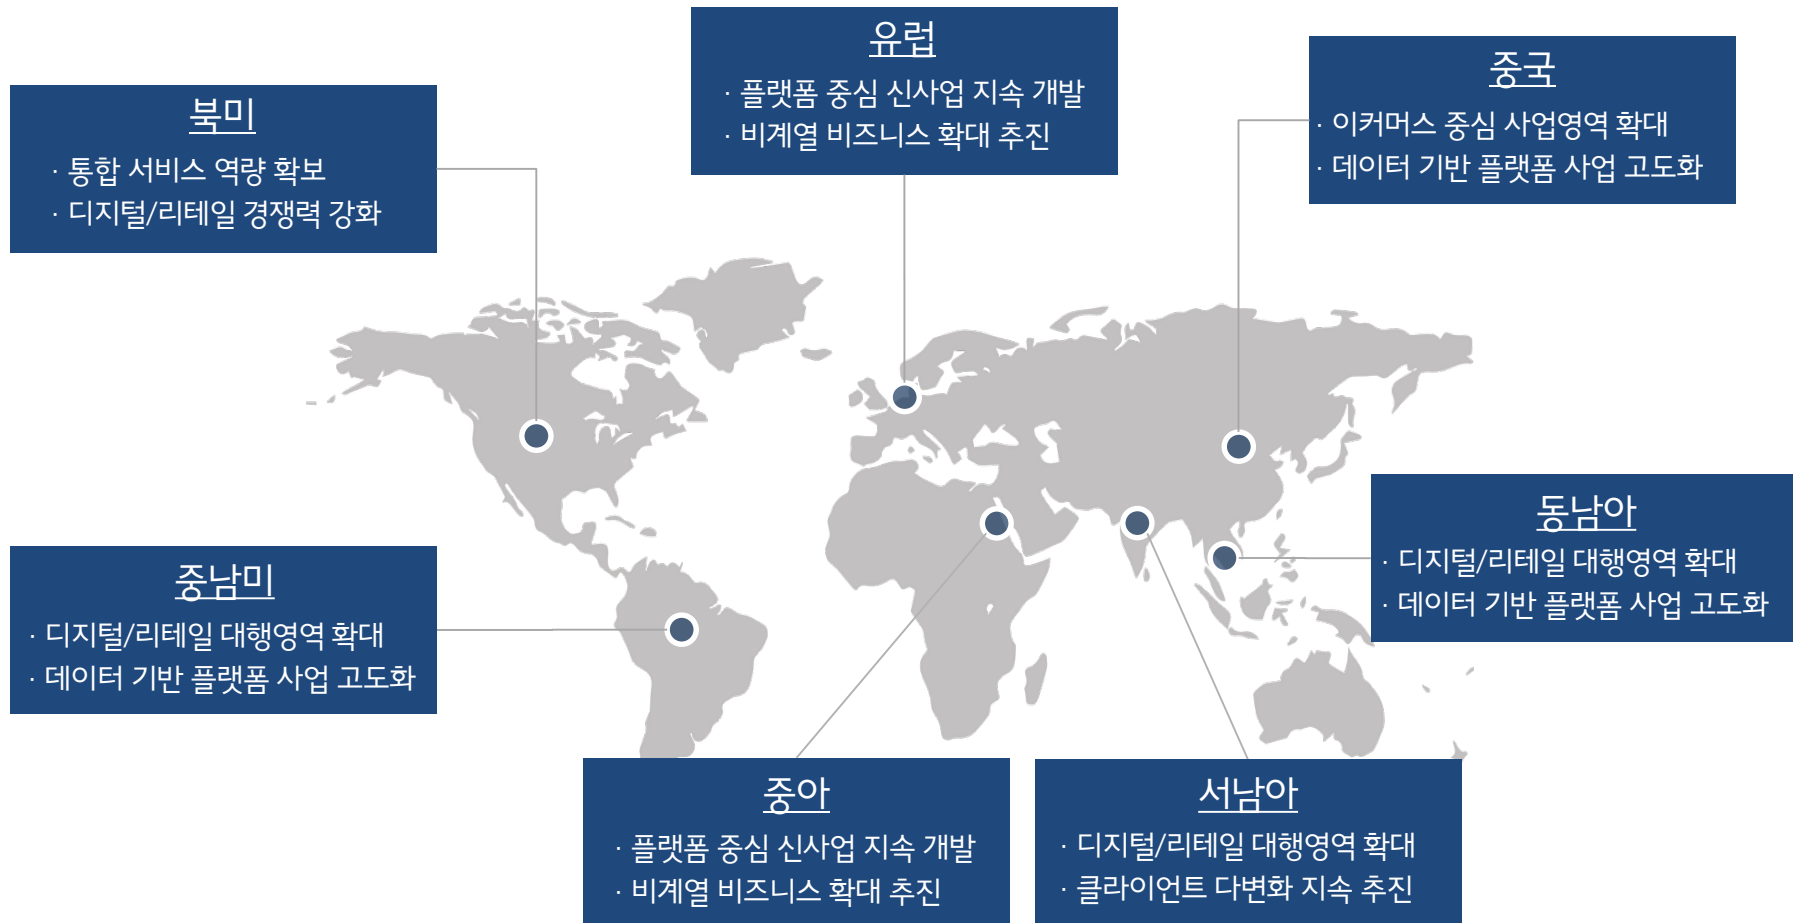 유럽
· 플랫폼 중심 신사업 지속 개발
· 비계열 비즈니스 확대 추진
중국
· 이커머스 중심 사업영역 확대
· 데이터 기반 플랫폼 사업 고도화
북미
· 통합 서비스 역량 확보
· 디지털/리테일 경쟁력 강화
동남아
· 디지털/리테일 대행영역 확대
· 데이터 기반 플랫폼 사업 고도화
중남미
· 디지털/리테일 대행영역 확대
· 데이터 기반 플랫폼 사업 고도화
중아
· 플랫폼 중심 신사업 지속 개발
· 비계열 비즈니스 확대 추진
서남아
· 디지털/리테일 대행영역 확대
· 클라이언트 다변화 지속 추진